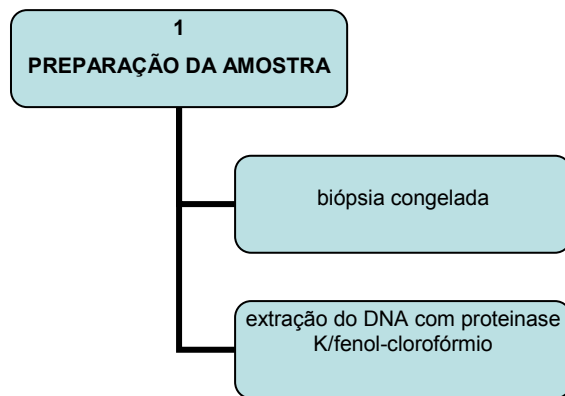 1
PREPARAÇÃO DA AMOSTRA
biópsia congelada
extração do DNA com proteinase
K/fenol-clorofórmio